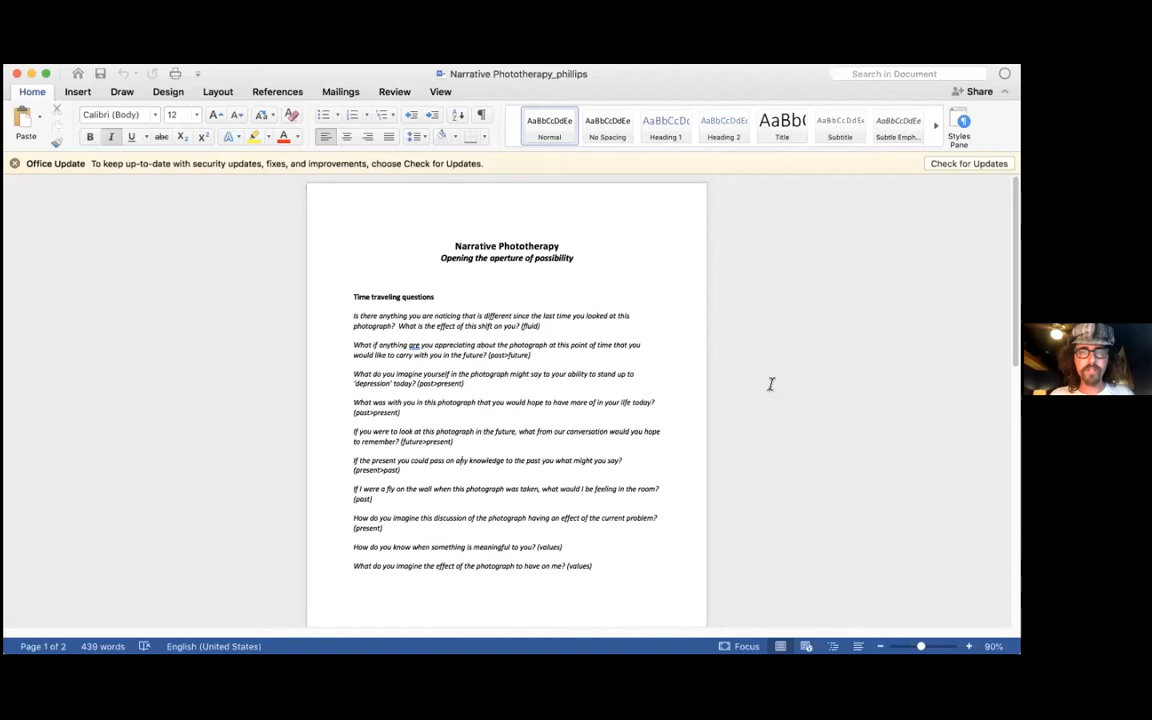 Narrative Phototherapy_phillips
Search in Document
Home Insert Draw Design Layout References Mailings Review View Share
Paste
Calibri (Body) 12
AaBbCcDdEe AaBbCcDdEe AaBbCcDc AaBbCcDdEe AaBb( AaBbCcDdEe AaBbCcDdEe
Normal No Spacing Heading 1 Heading 2 Title Subtitle Subtle Emph...
Styles
Pane
Office Update To keep up-to-date with security updates, fixes, and improvements, choose Check for Updates.
Check for Updates
Narrative Phototherapy
Opening the aperture of possibility
Time traveling questions
Is there anything you are noticing that is different since the last time you looked at this
photograph? What is the effect of this shift on you? (fluid)
What if anything are you appreciating about the photograph at this point of time that you
would like to carry with you in the future? (past>future)
What do you imagine yourself in the photograph might say to your ability to stand up to
'depression' today? (past>present)
What was with you in this photograph that you would hope to have more of in your life today?
(past>present)
If you were to look at this photograph in the future, what from our conversation would you hope
to remember? (future>present)
If the present you could pass on any knowledge to the past you what might you say?
(present>past)
If I were a fly on the wall when this photograph was taken, what would I be feeling in the room?
(past)
How do you imagine this discussion of the photograph having an effect of the current problem?
(present)
How do you know when something is meaningful to you? (values)
What do you imagine the effect of the photograph to have on me? (values)
Page 1 of 2 439 words English (United States) Focus 90%